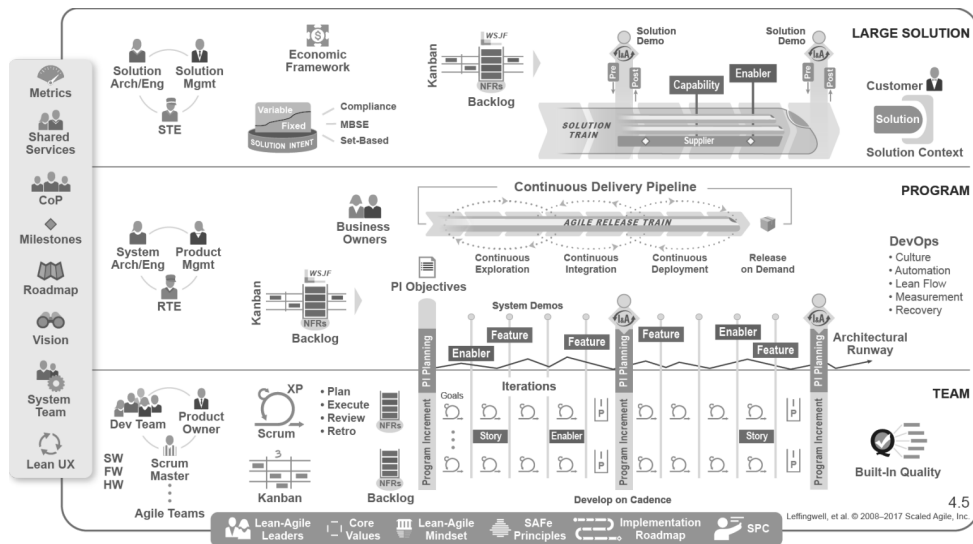 LARGE SOLUTION
Solution
Arch/Eng
Solution
Mgmt
STE
Economic
Framework
Variable
Fixed
SOLUTION INTENT
Compliance
MBSE
Set-Based
Kanban
WSJF
NFRs
Backlog
Solution
Demo
I&A
Pre
Post
Capability
Enabler
Solution
Demo
I&A
Pre
Post
SOLUTION
TRAIN
Supplier
Customer
Solution
Solution Context
Metrics
Shared
Services
CoP
Milestones
Roadmap
Vision
System
Team
Lean UX
PROGRAM
System
Arch/Eng
Product
Mgmt
RTE
Business
Owners
Kanban
WSJF
NFRs
Backlog
PI Objectives
Continuous Delivery Pipeline
AGILE RELEASE TRAIN
Continuous
Exploration
Continuous
Integration
Continuous
Deployment
Release
on Demand
DevOps
• Culture
• Automation
• Lean Flow
• Measurement
• Recovery
System Demos
I&A
I&A
PI Planning
Enabler
Feature
Feature
PI Planning
Feature
Enabler
Feature
PI Planning
Architectural
Runway
TEAM
Dev Team
Product
Owner
Scrum
Master
SW
FW
HW
Agile Teams
XP
Scrum
• Plan
• Execute
• Review
• Retro
3
Kanban
NFRs
NFRs
Backlog
Program Increment
Iterations
Goals
Story
Enabler
I P
I P
Program Increment
Story
I P
I P
Program Increment
Develop on Cadence
Q
Built-In Quality
4.5
Leffingwell, et al. © 2008–2017 Scaled Agile, Inc.
Lean-Agile
Leaders
Core
Values
Lean-Agile
Mindset
SAFe
Principles
Implementation
Roadmap
SPC